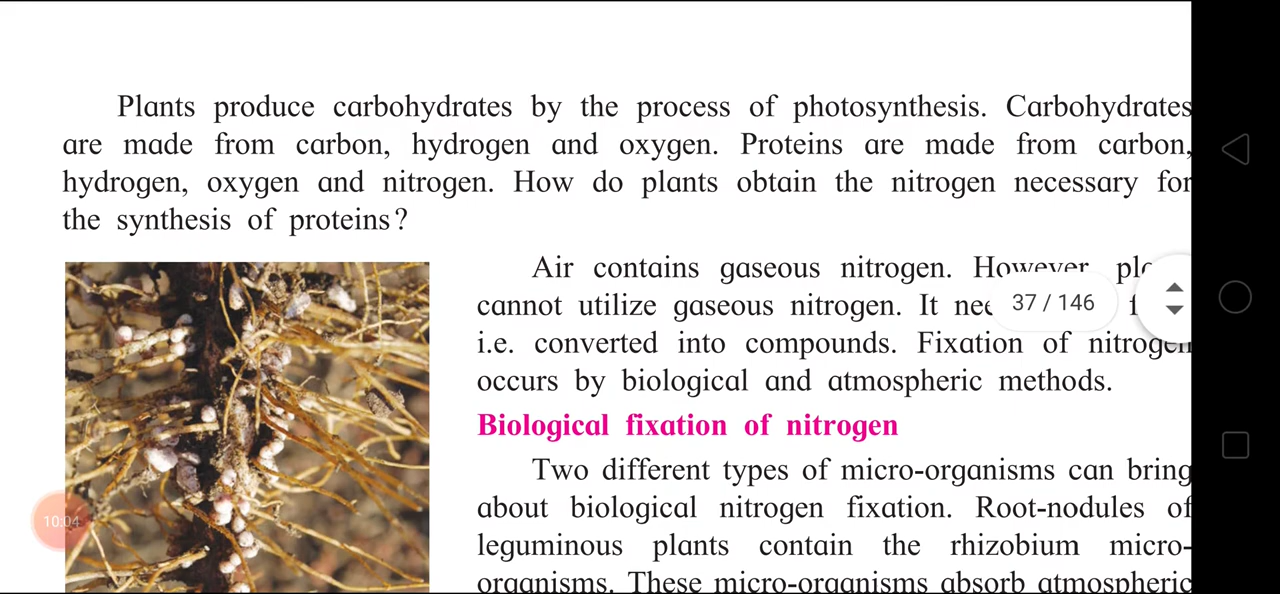 Plants produce carbohydrates by the process of photosynthesis. Carbohydrates
are made from carbon, hydrogen and oxygen. Proteins are made from carbon,
hydrogen, oxygen and nitrogen. How do plants obtain the nitrogen necessary for
the synthesis of proteins?
Air contains gaseous nitrogen. However
cannot utilize gaseous nitrogen. It
37 / 146
i.e. converted into compounds. Fixation of nitrogen
occurs by biological and atmospheric methods.
Biological fixation of nitrogen
Two different types of micro-organisms can bring
about biological nitrogen fixation. Root-nodules of
10:04
leguminous plants contain the rhizobium micro-
organisms. These micro-organisms absorb atmospheric